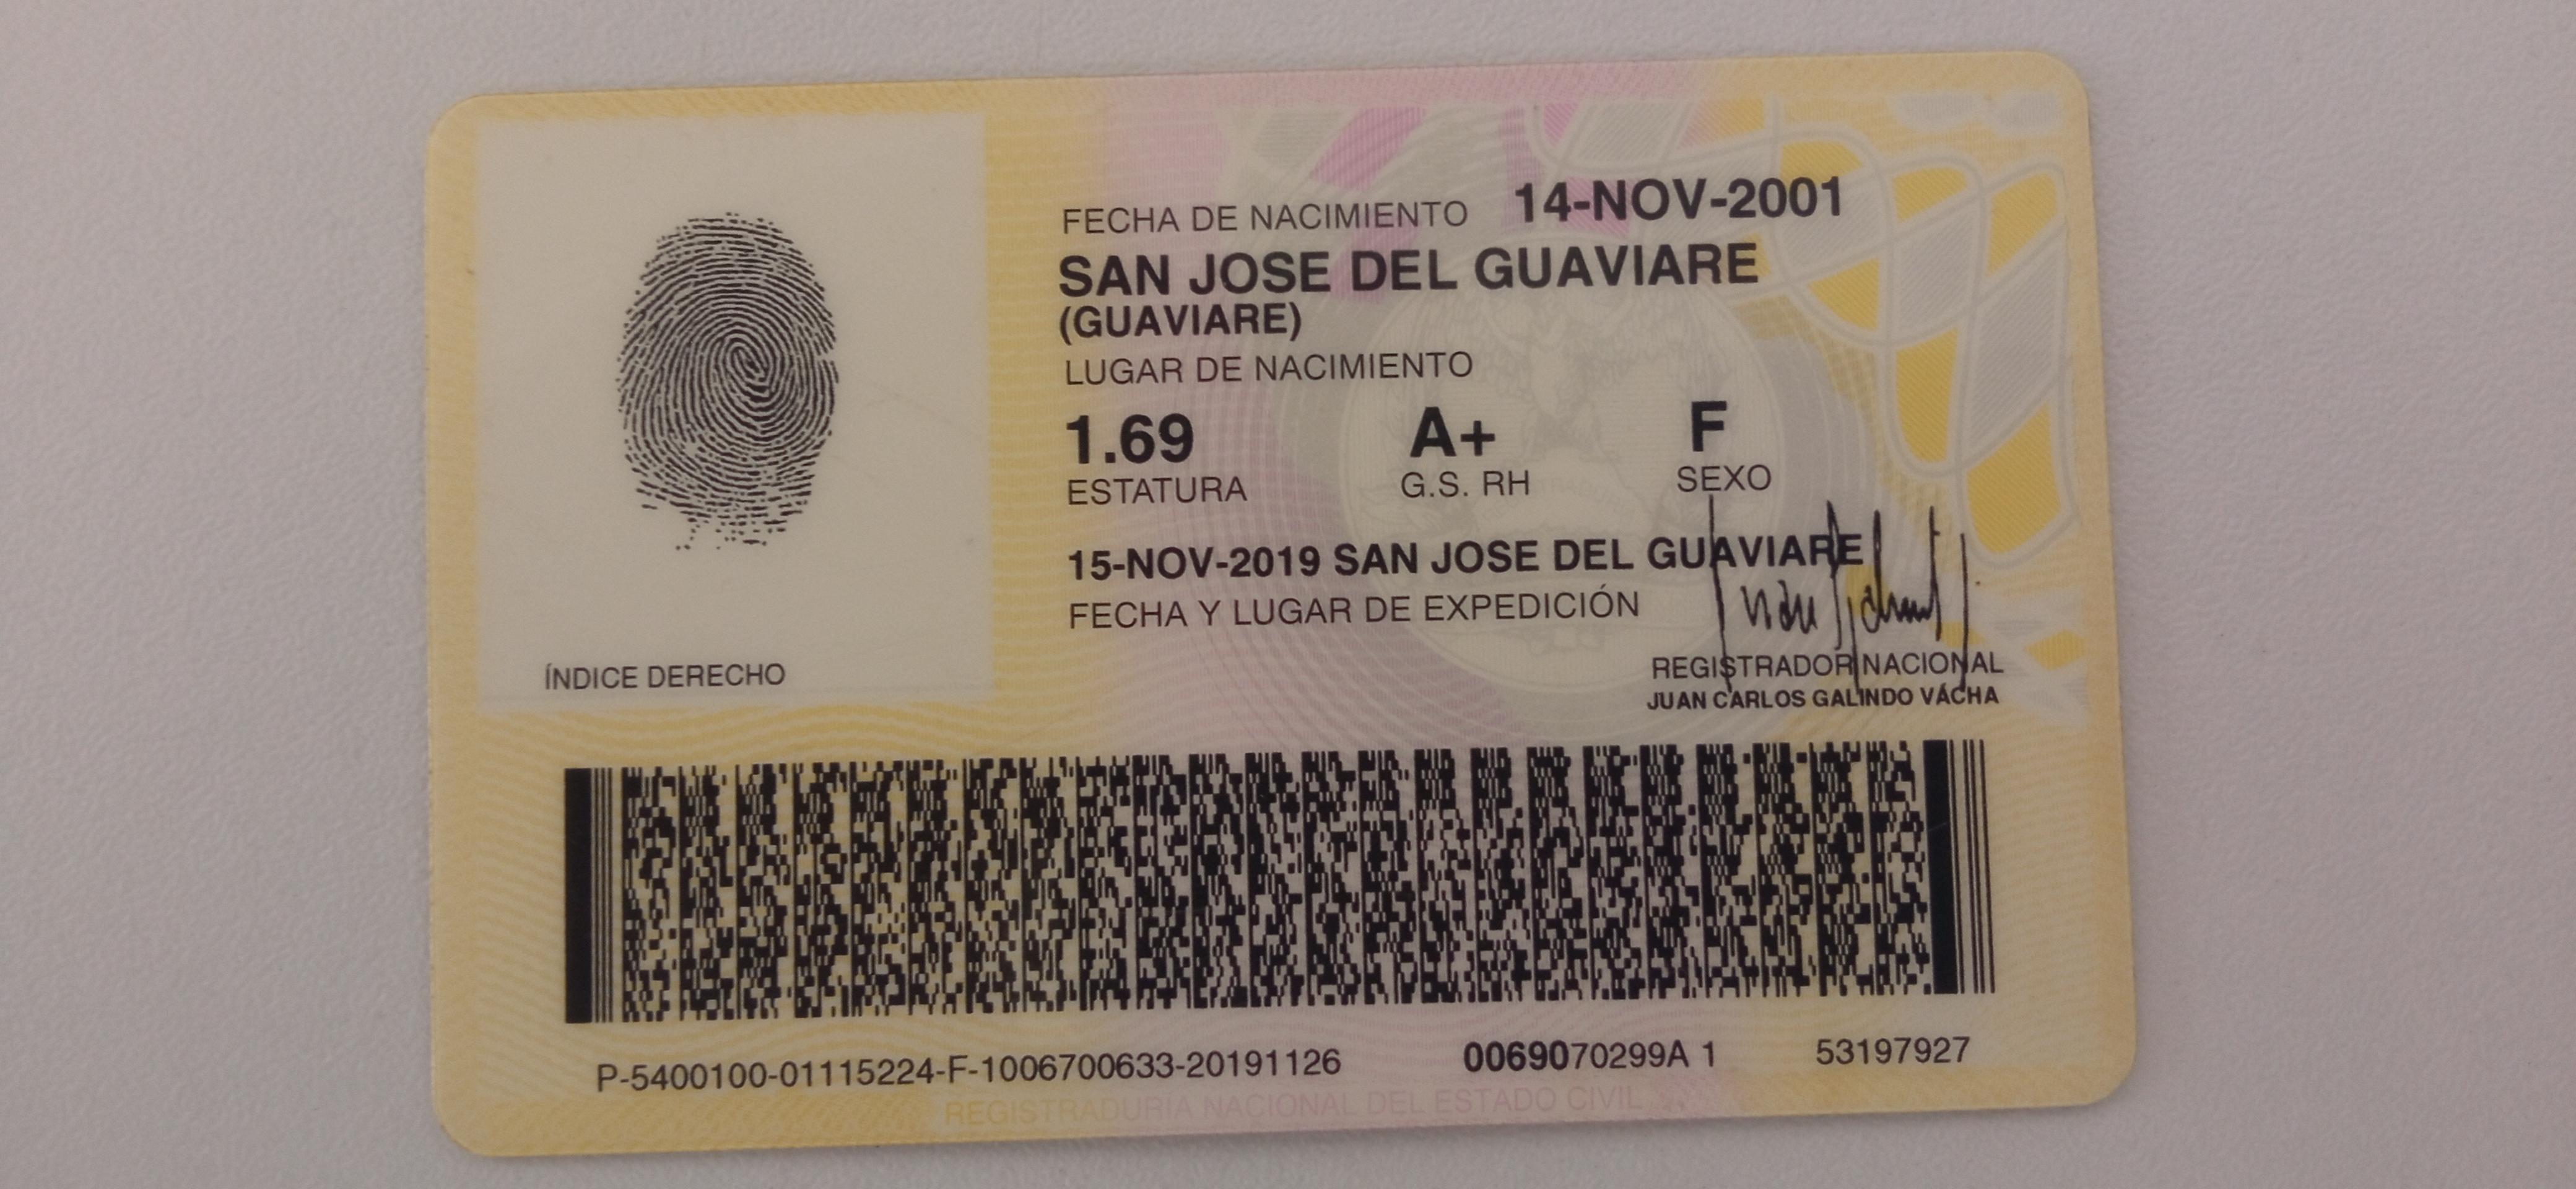 FECHA DE NACIMIENTO 14-NOV-2001
SAN JOSE DEL GUAVIARE
(GUAVIARE)
LUGAR DE NACIMIENTO
1.69 A+ F
ESTATURA G.S. RH SEXO
15-NOV-2019 SAN JOSE DEL GUAVIARE
FECHA Y LUGAR DE EXPEDICIÓN
REGISTRADOR NACIONAL
JUAN CARLOS GALINDO VÁCHA
ÍNDICE DERECHO
P-5400100-01115224-F-1006700633-20191126 0069070299A 1 53197927
REGISTRADURIA NACIONAL DEL ESTADO CIVIL